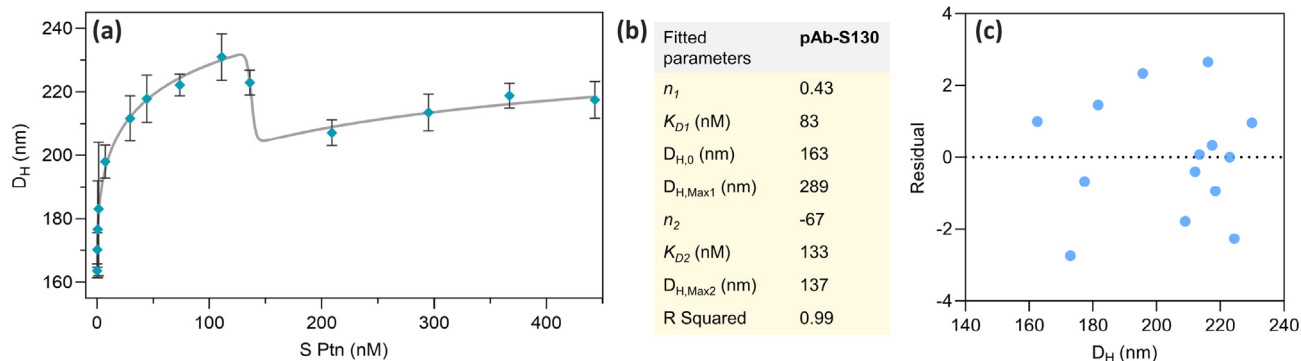 (a)
240
220
200
180
160
D_H (nm)
0
100
200
300
400
S Ptn (nM)
(b)
Fitted parameters pAb-S130
n_1 0.43
K_D1 (nM) 83
D_H,0 (nm) 163
D_H,Max1 (nm) 289
n_2 -67
K_D2 (nM) 133
D_H,Max2 (nm) 137
R Squared 0.99
(c)
4
2
0
-2
-4
Residual
140
160
180
200
220
240
D_H (nm)